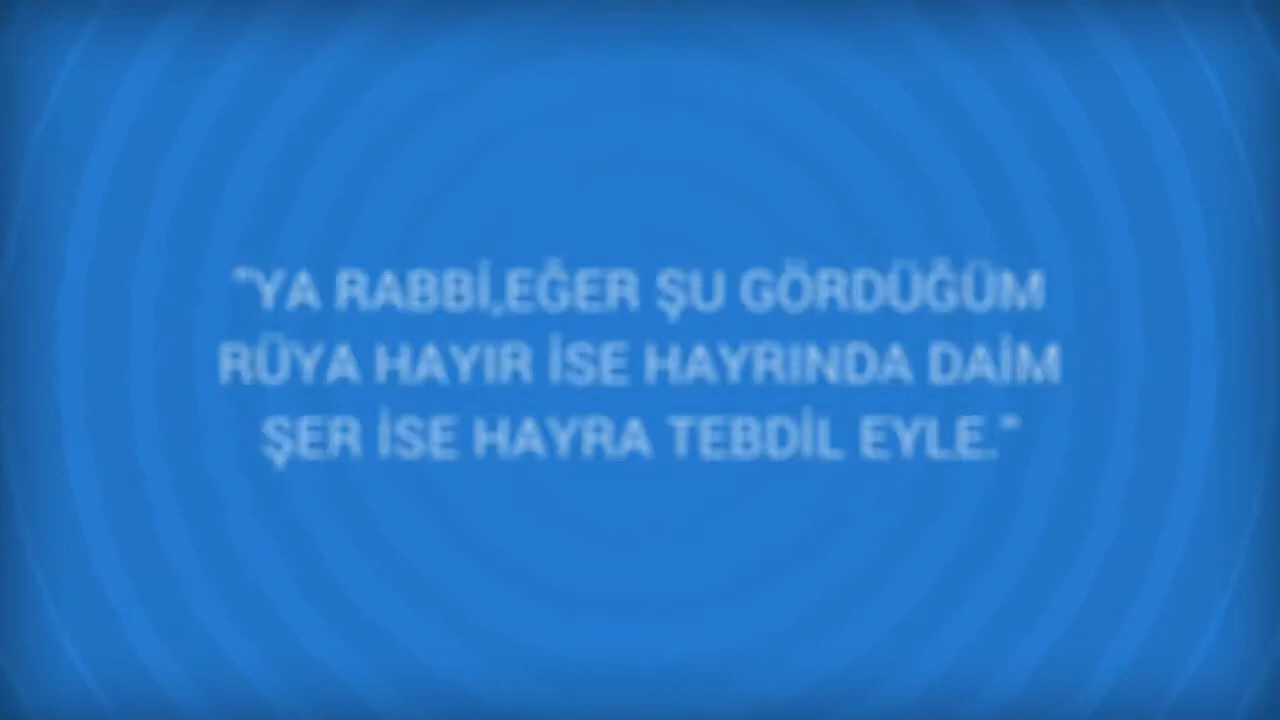 "YA RABBİ,EĞER ŞU GÖRDÜĞÜM
RÜYA HAYIR İSE HAYRINDA DAİM
ŞER İSE HAYRA TEBDİL EYLE."